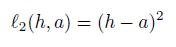 ℓ₂(h, a) = (h − a)²